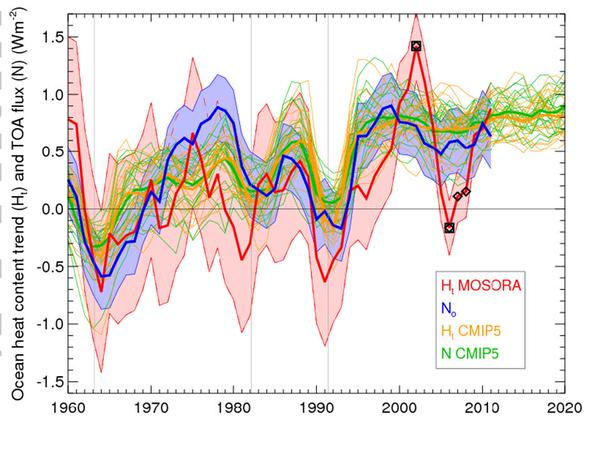 Ocean heat content trend (Hₜ) and TOA flux (N) (Wm⁻²)
1.5
1.0
0.5
0.0
-0.5
-1.0
-1.5
Hₜ MOSORA
N₀
Hₜ CMIP5
N CMIP5
1960 1970 1980 1990 2000 2010 2020